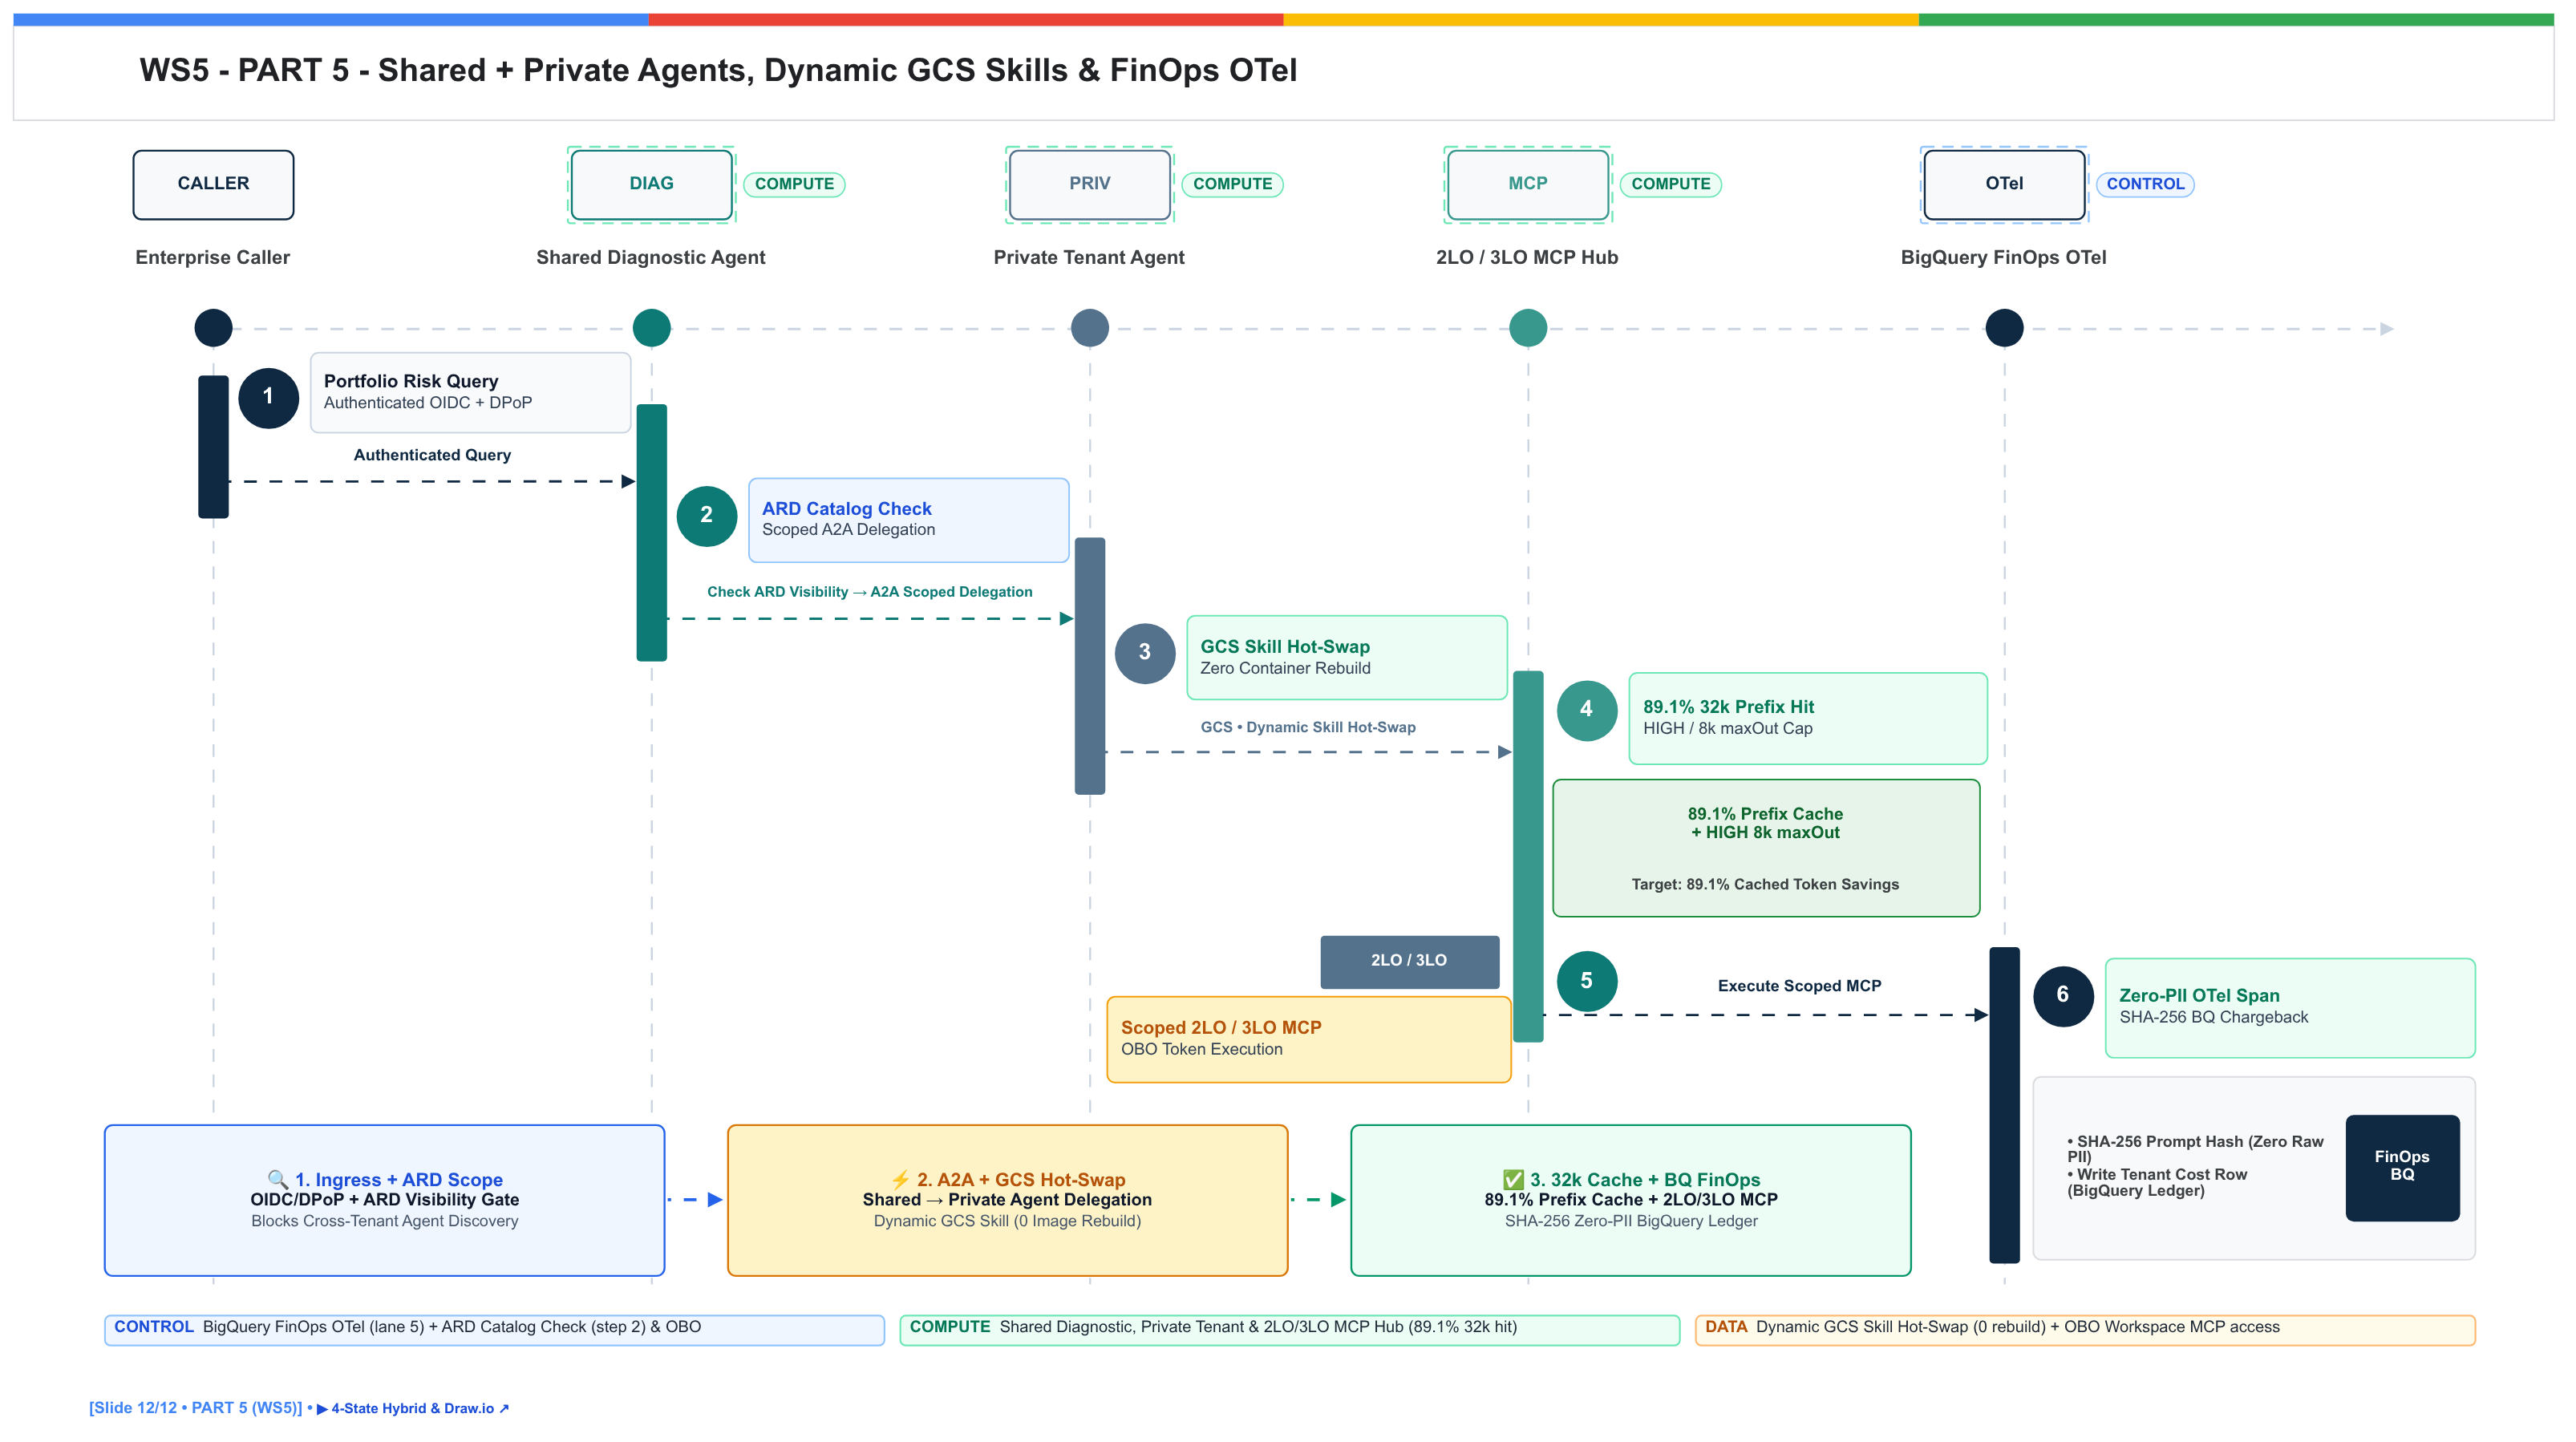 WS5 - PART 5 - Shared + Private Agents, Dynamic GCS Skills & FinOps OTel
CALLER
DIAG
COMPUTE
PRIV
COMPUTE
MCP
COMPUTE
OTel
CONTROL
Enterprise Caller
Shared Diagnostic Agent
Private Tenant Agent
2LO / 3LO MCP Hub
BigQuery FinOps OTel
1
Portfolio Risk Query
Authenticated OIDC + DPoP
Authenticated Query
2
ARD Catalog Check
Scoped A2A Delegation
Check ARD Visibility → A2A Scoped Delegation
3
GCS Skill Hot-Swap
Zero Container Rebuild
GCS • Dynamic Skill Hot-Swap
4
89.1% 32k Prefix Hit
HIGH / 8k maxOut Cap
89.1% Prefix Cache
+ HIGH 8k maxOut
Target: 89.1% Cached Token Savings
2LO / 3LO
Scoped 2LO / 3LO MCP
OBO Token Execution
5
Execute Scoped MCP
6
Zero-PII OTel Span
SHA-256 BQ Chargeback
• SHA-256 Prompt Hash (Zero Raw
PII)
• Write Tenant Cost Row
(BigQuery Ledger)
FinOps
BQ
🔍 1. Ingress + ARD Scope
OIDC/DPoP + ARD Visibility Gate
Blocks Cross-Tenant Agent Discovery
⚡ 2. A2A + GCS Hot-Swap
Shared → Private Agent Delegation
Dynamic GCS Skill (0 Image Rebuild)
✅ 3. 32k Cache + BQ FinOps
89.1% Prefix Cache + 2LO/3LO MCP
SHA-256 Zero-PII BigQuery Ledger
CONTROL BigQuery FinOps OTel (lane 5) + ARD Catalog Check (step 2) & OBO
COMPUTE Shared Diagnostic, Private Tenant & 2LO/3LO MCP Hub (89.1% 32k hit)
DATA Dynamic GCS Skill Hot-Swap (0 rebuild) + OBO Workspace MCP access
[Slide 12/12 • PART 5 (WS5)] • ▶ 4-State Hybrid & Draw.io ↗